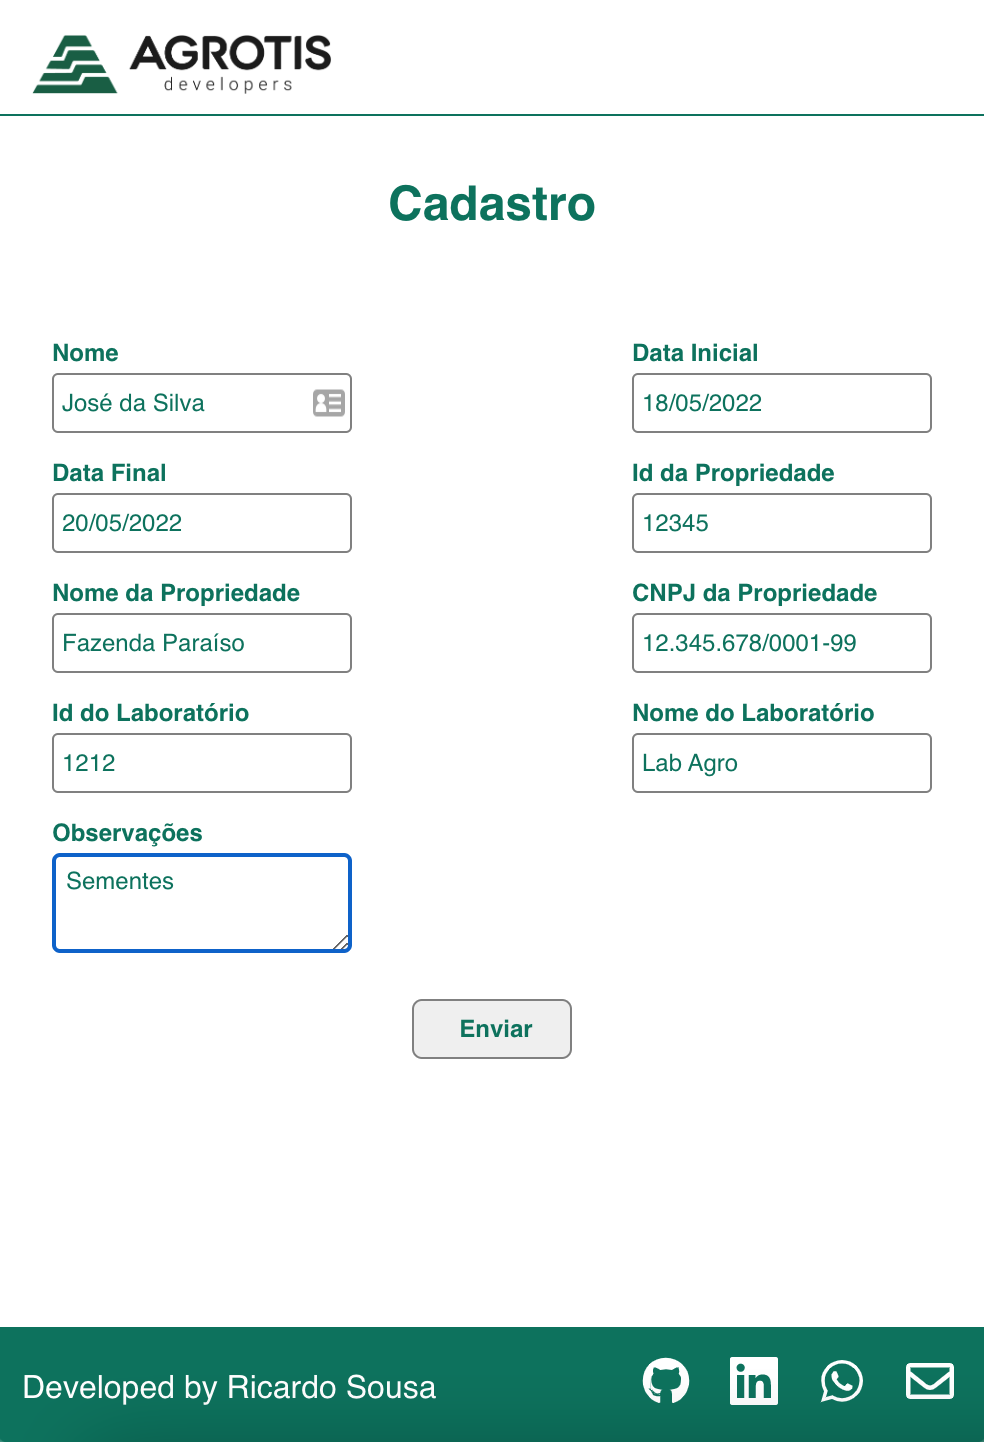 AGROTIS
developers
Cadastro
Nome
José da Silva
Data Inicial
18/05/2022
Data Final
20/05/2022
Id da Propriedade
12345
Nome da Propriedade
Fazenda Paraíso
CNPJ da Propriedade
12.345.678/0001-99
Id do Laboratório
1212
Nome do Laboratório
Lab Agro
Observações
Sementes
Enviar
Developed by Ricardo Sousa
in